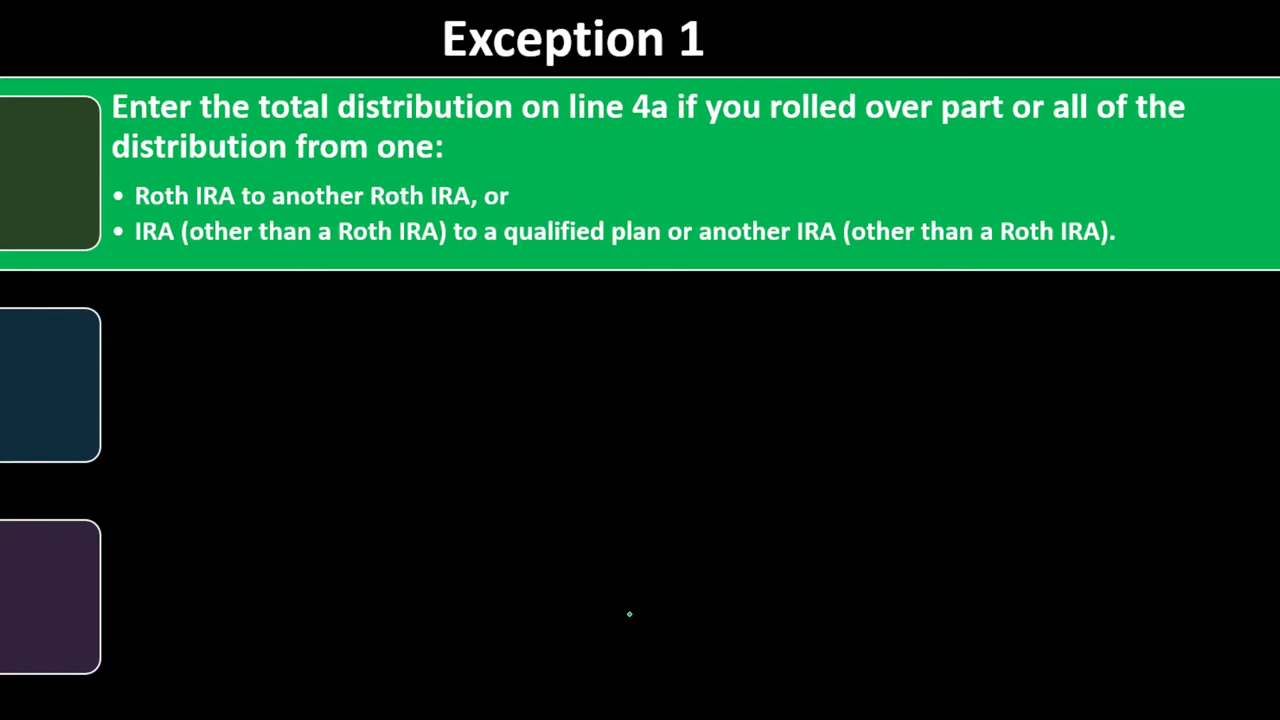 Exception 1
Enter the total distribution on line 4a if you rolled over part or all of the
distribution from one:
• Roth IRA to another Roth IRA, or
• IRA (other than a Roth IRA) to a qualified plan or another IRA (other than a Roth IRA).